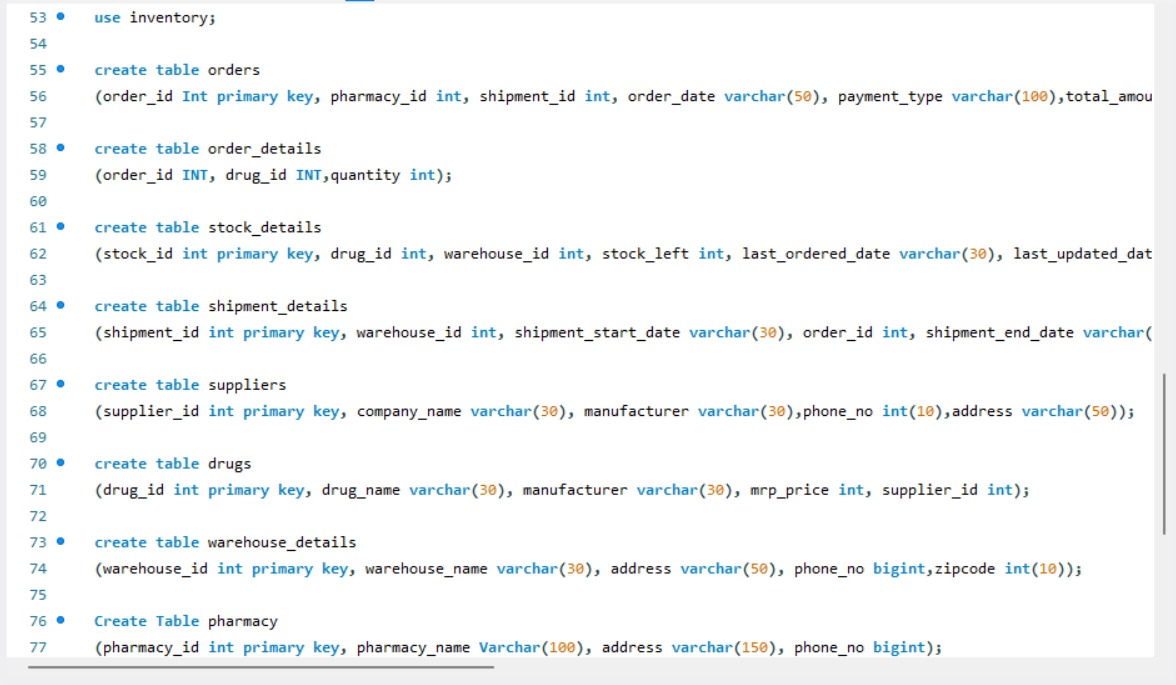 53 use inventory;
54
55 create table orders
56 (order_id Int primary key, pharmacy_id int, shipment_id int, order_date varchar(50), payment_type varchar(100),total_amou
57
58 create table order_details
59 (order_id INT, drug_id INT,quantity int);
60
61 create table stock_details
62 (stock_id int primary key, drug_id int, warehouse_id int, stock_left int, last_ordered_date varchar(30), last_updated_dat
63
64 create table shipment_details
65 (shipment_id int primary key, warehouse_id int, shipment_start_date varchar(30), order_id int, shipment_end_date varchar(
66
67 create table suppliers
68 (supplier_id int primary key, company_name varchar(30), manufacturer varchar(30),phone_no int(10),address varchar(50));
69
70 create table drugs
71 (drug_id int primary key, drug_name varchar(30), manufacturer varchar(30), mrp_price int, supplier_id int);
72
73 create table warehouse_details
74 (warehouse_id int primary key, warehouse_name varchar(30), address varchar(50), phone_no bigint,zipcode int(10));
75
76 Create Table pharmacy
77 (pharmacy_id int primary key, pharmacy_name Varchar(100), address varchar(150), phone_no bigint);